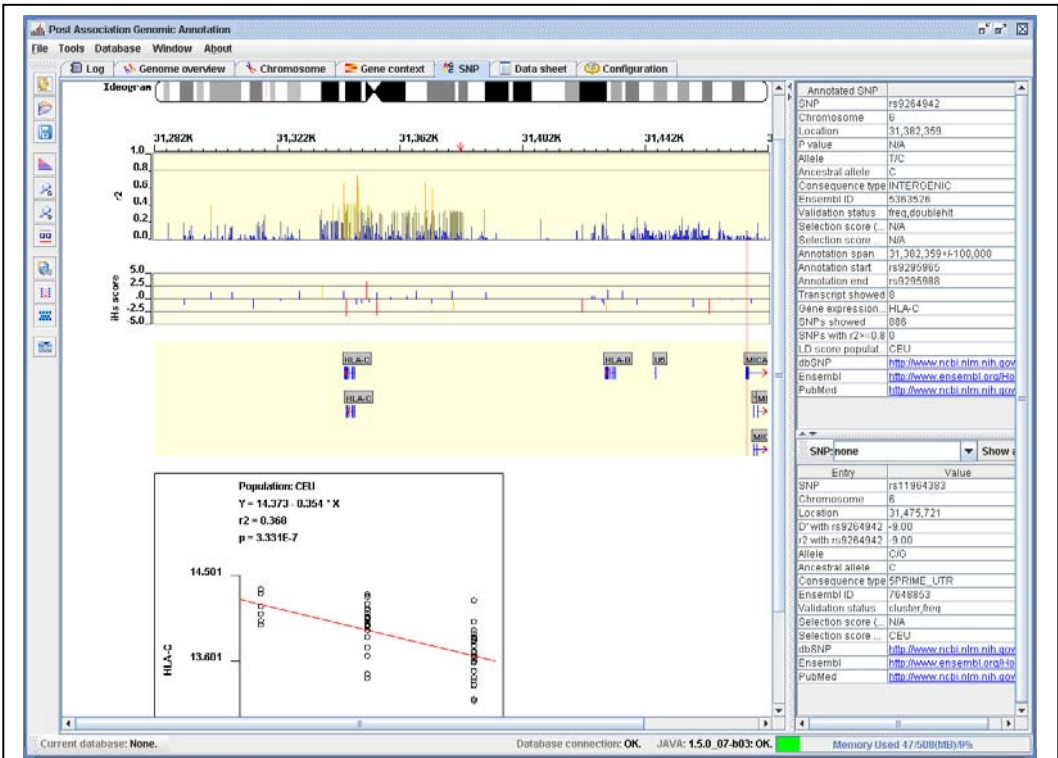 Post Association Genomic Annotation
File Tools Database Window About
Log Genome overview Chromosome Gene context SNP Data sheet Configuration
Ideogram
31,282K 31,322K 31,362K 31,402K 31,442K 3
r2
1.0
0.8
0.6
0.4
0.2
0.0
iHs score
5.0
2.5
.0
-2.5
-5.0
HLA-C HLA-B U6 MICA
HLA-C
MIC
Population: CEU
Y = 14.373 - 0.354 * X
r2 = 0.368
p = 3.331E-7
14.501
13.601
HLA-C
Annotated SNP
SNP rs9264942
Chromosome 6
Location 31,382,359
P value N/A
Allele T/C
Ancestral allele C
Consequence type INTERGENIC
Ensembl ID 5363526
Validation status freq,doublehit
Selection score (... N/A
Selection score ... N/A
Annotation span 31,382,359+/-100,000
Annotation start rs9295965
Annotation end rs9295988
Transcript showed 8
Gene expression... HLA-C
SNPs showed 886
SNPs with r2>=0.8 0
LD score populat... CEU
dbSNP http://www.ncbi.nlm.nih.gov
Ensembl http://www.ensembl.org/Ho
PubMed http://www.ncbi.nlm.nih.gov
SNP: none Show a
Entry Value
SNP rs11964383
Chromosome 6
Location 31,475,721
D' with rs9264942 -9.00
r2 with rs9264942 -9.00
Allele C/G
Ancestral allele C
Consequence type 5PRIME_UTR
Ensembl ID 7648853
Validation status cluster,freq
Selection score (... N/A
Selection score ... CEU
dbSNP http://www.ncbi.nlm.nih.gov
Ensembl http://www.ensembl.org/Ho
PubMed http://www.ncbi.nlm.nih.gov
Current database: None. Database connection: OK. JAVA: 1.5.0_07-b03: OK. Memory Used 47/508(MB)/9%